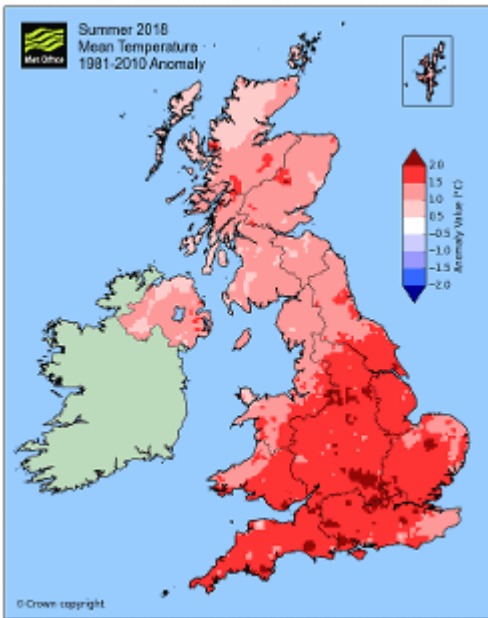 Summer 2018
Mean Temperature
1981-2010 Anomaly
Met Office
2.0
1.5
1.0
0.5
−0.5
−1.0
−1.5
−2.0
Anomaly Value (°C)
© Crown copyright